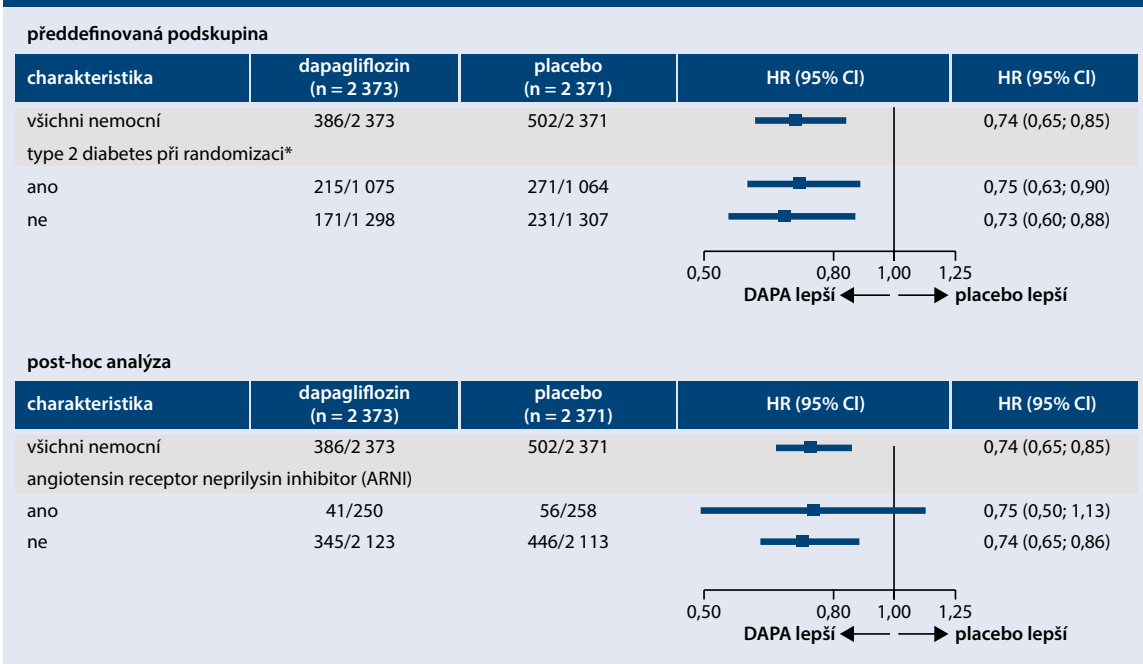 předdefinovaná podskupina
charakteristika dapagliflozin (n = 2 373) placebo (n = 2 371) HR (95% Cl) HR (95% Cl)
všichni nemocní 386/2 373 502/2 371 0,74 (0,65; 0,85)
type 2 diabetes při randomizaci*
ano 215/1 075 271/1 064 0,75 (0,63; 0,90)
ne 171/1 298 231/1 307 0,73 (0,60; 0,88)
0,50 0,80 1,00 1,25
DAPA lepší placebo lepší
post-hoc analýza
charakteristika dapagliflozin (n = 2 373) placebo (n = 2 371) HR (95% Cl) HR (95% Cl)
všichni nemocní 386/2 373 502/2 371 0,74 (0,65; 0,85)
angiotensin receptor neprilysin inhibitor (ARNI)
ano 41/250 56/258 0,75 (0,50; 1,13)
ne 345/2 123 446/2 113 0,74 (0,65; 0,86)
0,50 0,80 1,00 1,25
DAPA lepší placebo lepší